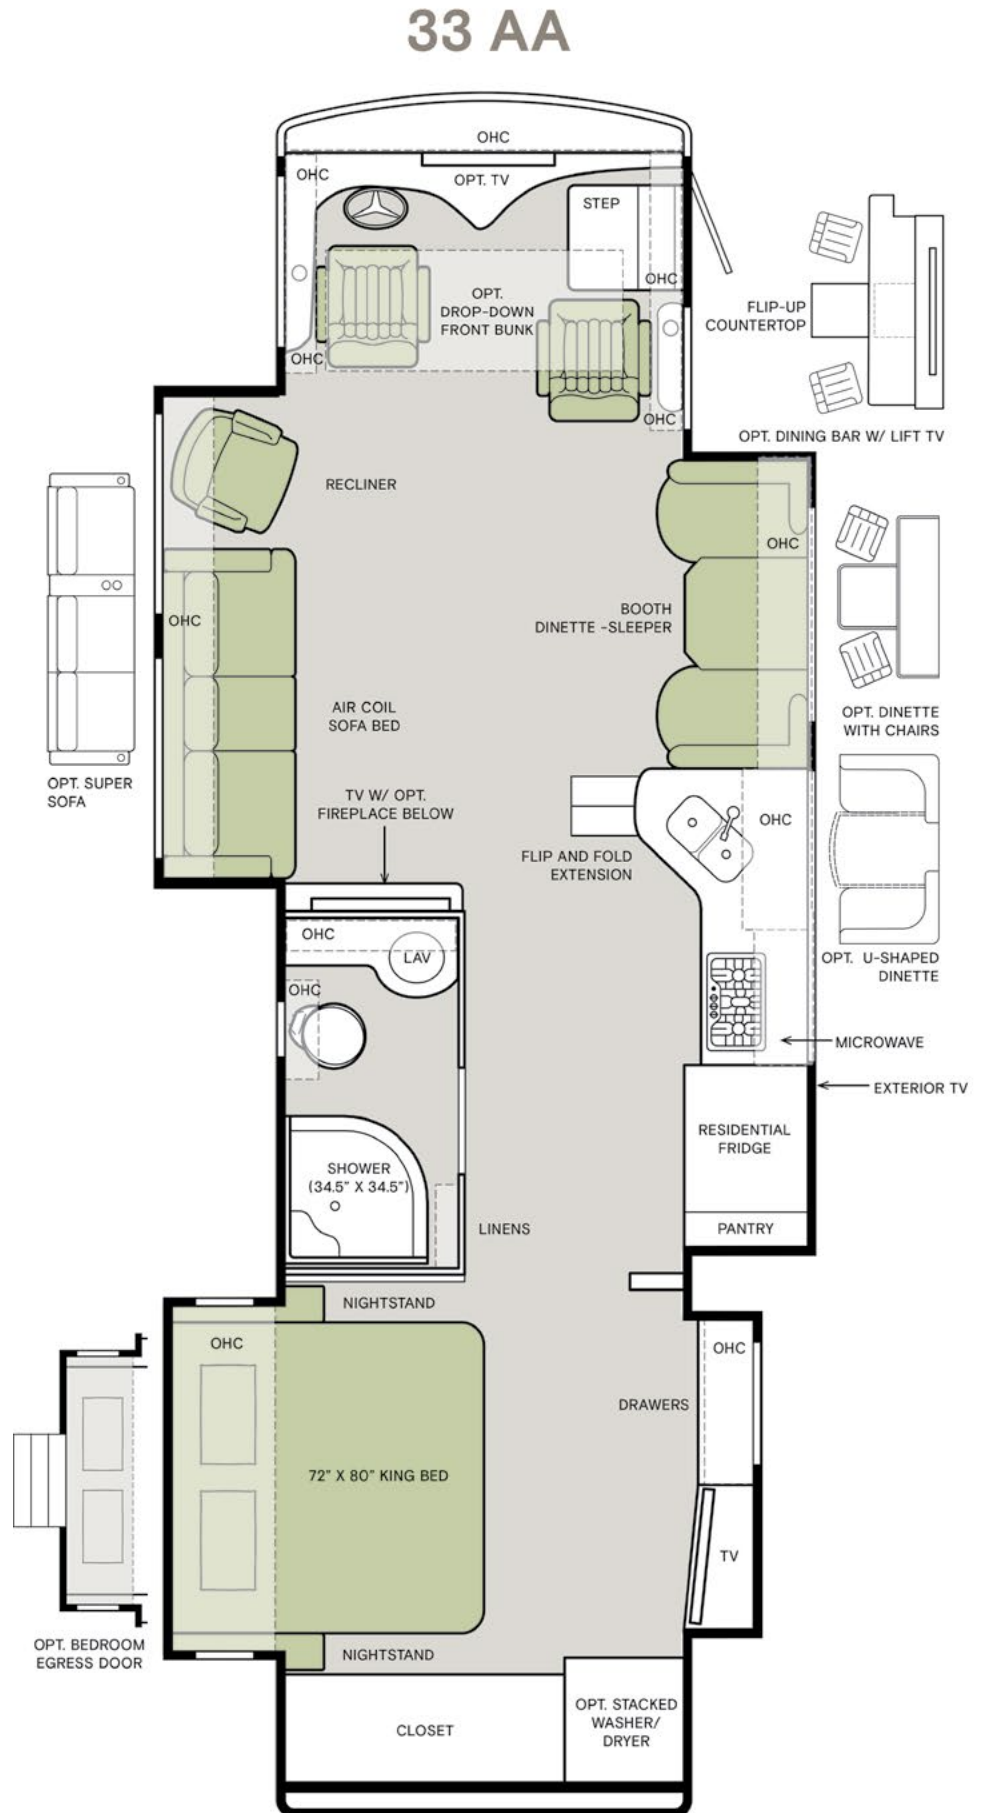 33 AA
OHC
OHC
OPT. TV
STEP
OHC
OPT.
DROP-DOWN
FRONT BUNK
FLIP-UP
COUNTERTOP
OHC
OHC
OPT. DINING BAR W/ LIFT TV
RECLINER
OHC
OHC
BOOTH
DINETTE -SLEEPER
AIR COIL
SOFA BED
OPT. DINETTE
WITH CHAIRS
OPT. SUPER
SOFA
TV W/ OPT.
FIREPLACE BELOW
OHC
FLIP AND FOLD
EXTENSION
OHC
LAV
OPT. U-SHAPED
DINETTE
OHC
MICROWAVE
EXTERIOR TV
RESIDENTIAL
FRIDGE
SHOWER
(34.5" X 34.5")
LINENS
PANTRY
NIGHTSTAND
OHC
OHC
DRAWERS
72" X 80" KING BED
TV
OPT. BEDROOM
EGRESS DOOR
NIGHTSTAND
CLOSET
OPT. STACKED
WASHER/
DRYER